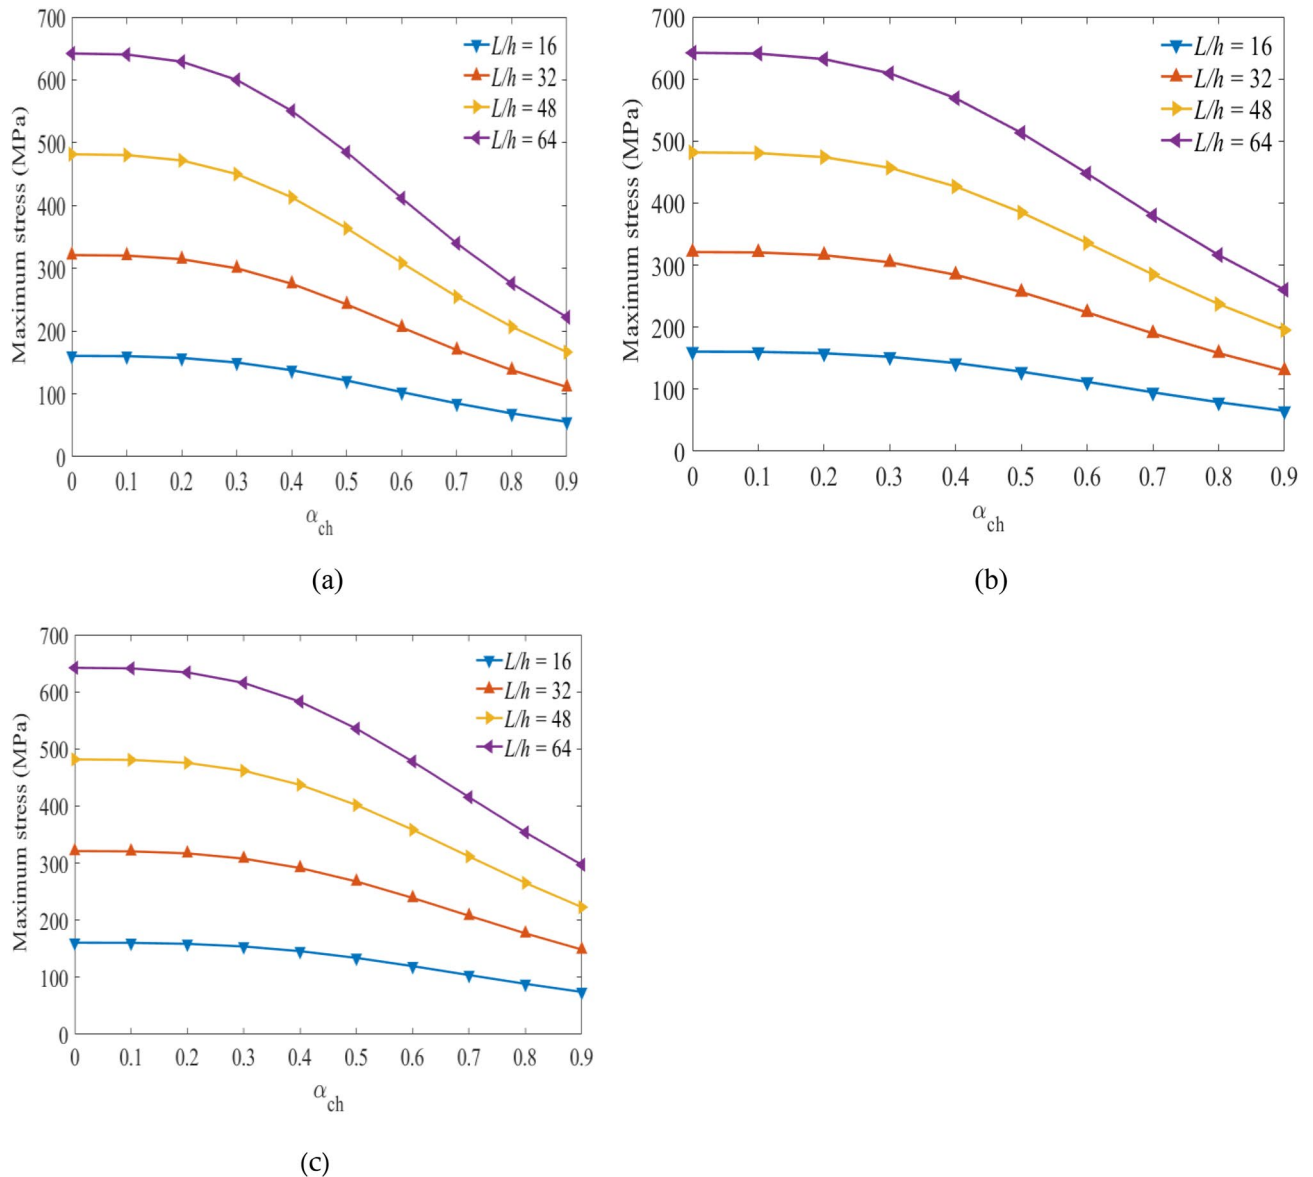 700
600
500
400
300
200
100
0
Maximum stress (MPa)
L/h = 16
L/h = 32
L/h = 48
L/h = 64
0 0.1 0.2 0.3 0.4 0.5 0.6 0.7 0.8 0.9
αch
(a)
700
600
500
400
300
200
100
0
Maximum stress (MPa)
L/h = 16
L/h = 32
L/h = 48
L/h = 64
0 0.1 0.2 0.3 0.4 0.5 0.6 0.7 0.8 0.9
αch
(b)
700
600
500
400
300
200
100
0
Maximum stress (MPa)
L/h = 16
L/h = 32
L/h = 48
L/h = 64
0 0.1 0.2 0.3 0.4 0.5 0.6 0.7 0.8 0.9
αch
(c)